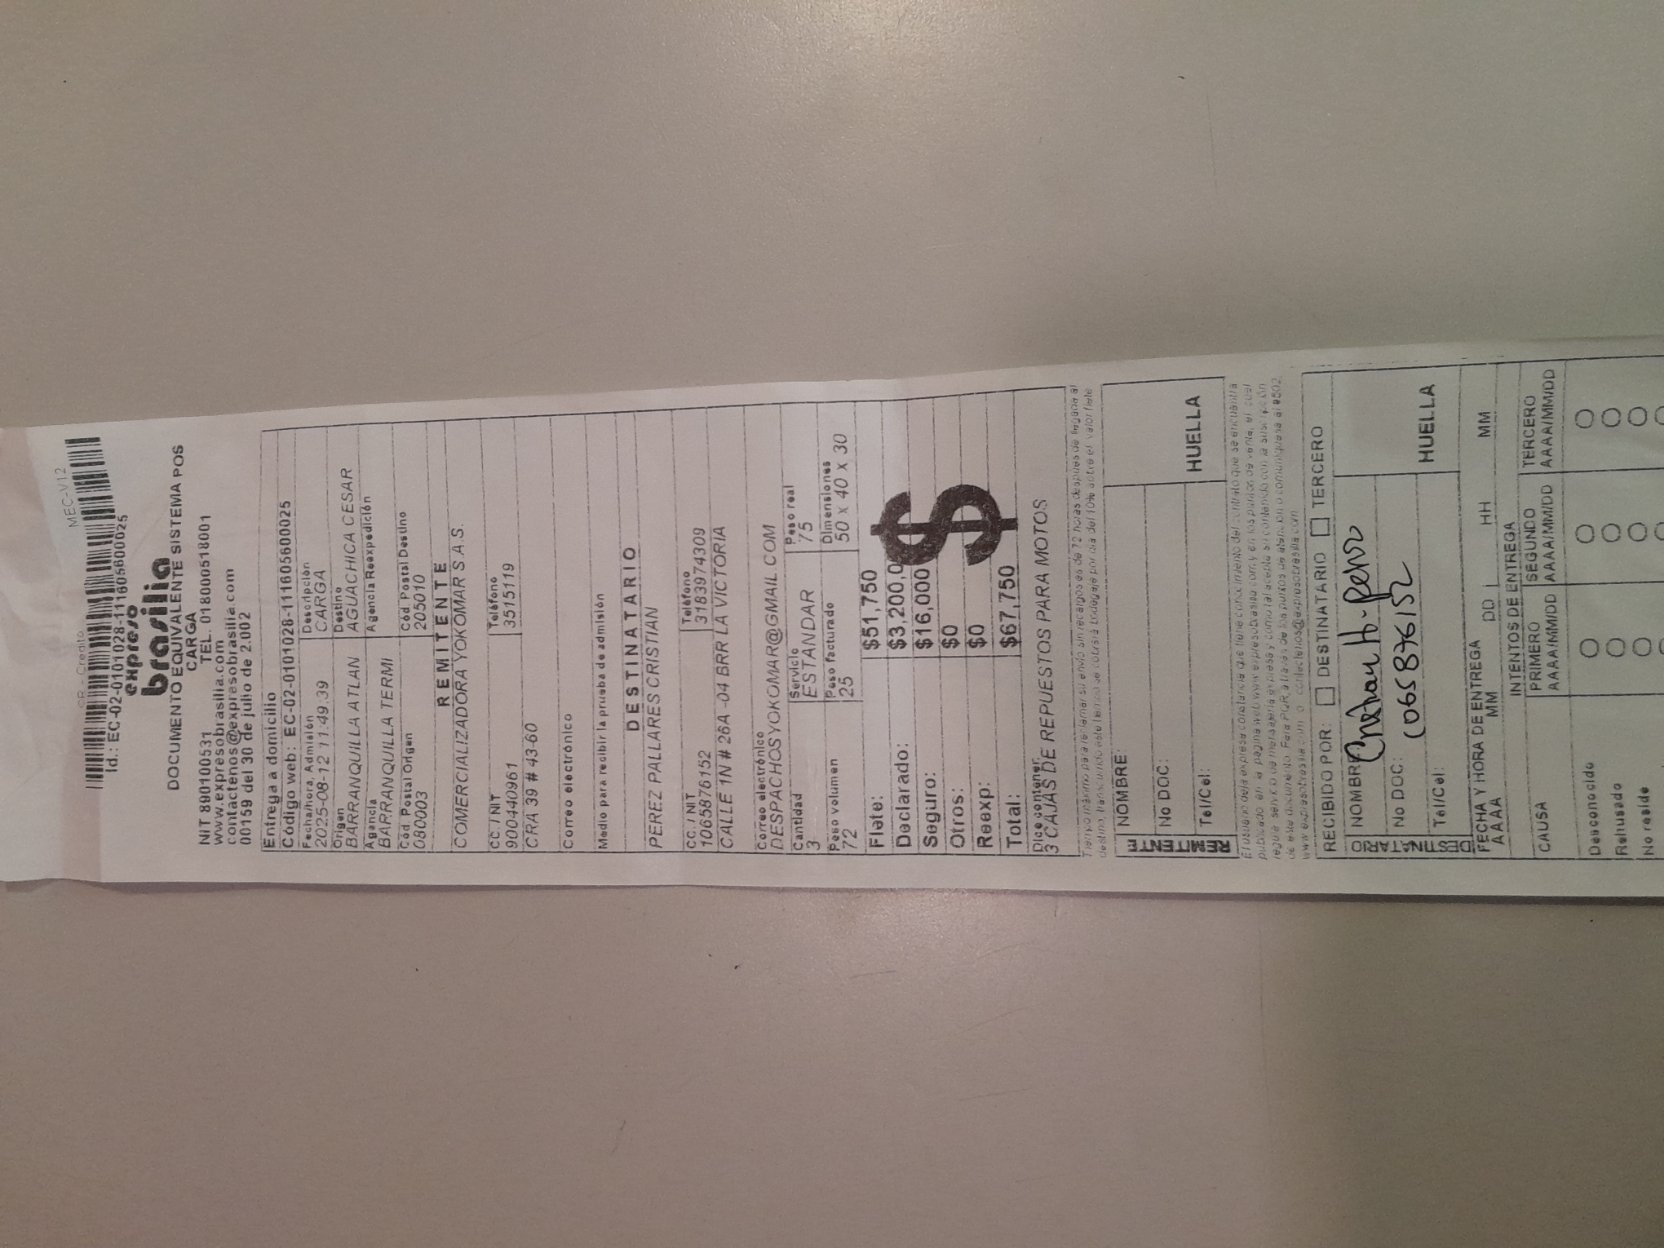 MEC-V12
CR - Credito
Id.: EC-02-0101028-111605600025
expreso
brasilia
DOCUMENTO EQUIVALENTE SISTEMA POS
CARGA
NIT 890100531 TEL. 018000518001
www.expresobrasilia.com
contactenos@expresobrasilia.com
00159 del 30 de julio de 2.002
Entrega a domicilio
Código web: EC-02-0101028-111605600025
Fecha/hora, Admisión Descripción
2025-08-12 11:49:39 CARGA
Origen Destino
BARRANQUILLA ATLAN AGUACHICA CESAR
Agencia Agencia Reexpedición
BARRANQUILLA TERMI
Cód. Postal Origen Cód. Postal Destino
080003 205010
REMITENTE
COMERCIALIZADORA YOKOMAR S.A.S.
CC. / NIT Teléfono
900440961 3515119
CRA 39 # 43-60
Correo electrónico
Medio para recibir la prueba de admisión
DESTINATARIO
PEREZ PALLARES CRISTIAN
CC. / NIT Teléfono
1065876152 3183974309
CALLE 1N # 26A -04 BRR LA VICTORIA
Correo electrónico
DESPACHOSYOKOMAR@GMAIL.COM
Cantidad Servicio Peso real
3 ESTANDAR 75
Peso volumen Peso facturado Dimensiones
72 25 50 x 40 x 30
Flete: $51,750
Declarado: $3,200,0
Seguro: $16,000
Otros: $0
Reexp: $0
Total: $67,750
$
Dice contener
3 CAJAS DE REPUESTOS PARA MOTOS
REMITENTE
NOMBRE:
No DOC:
Tel/Cel:
HUELLA
RECIBIDO POR: DESTINATARIO TERCERO
DESTINATARIO
NOMBRE
No DOC: 1065876152
Tel/Cel:
HUELLA
FECHA Y HORA DE ENTREGA
AAAA MM DD HH MM
INTENTOS DE ENTREGA
CAUSA PRIMERO SEGUNDO TERCERO
AAAA/MM/DD AAAA/MM/DD AAAA/MM/DD
Desconocido
Rehusado
No reside